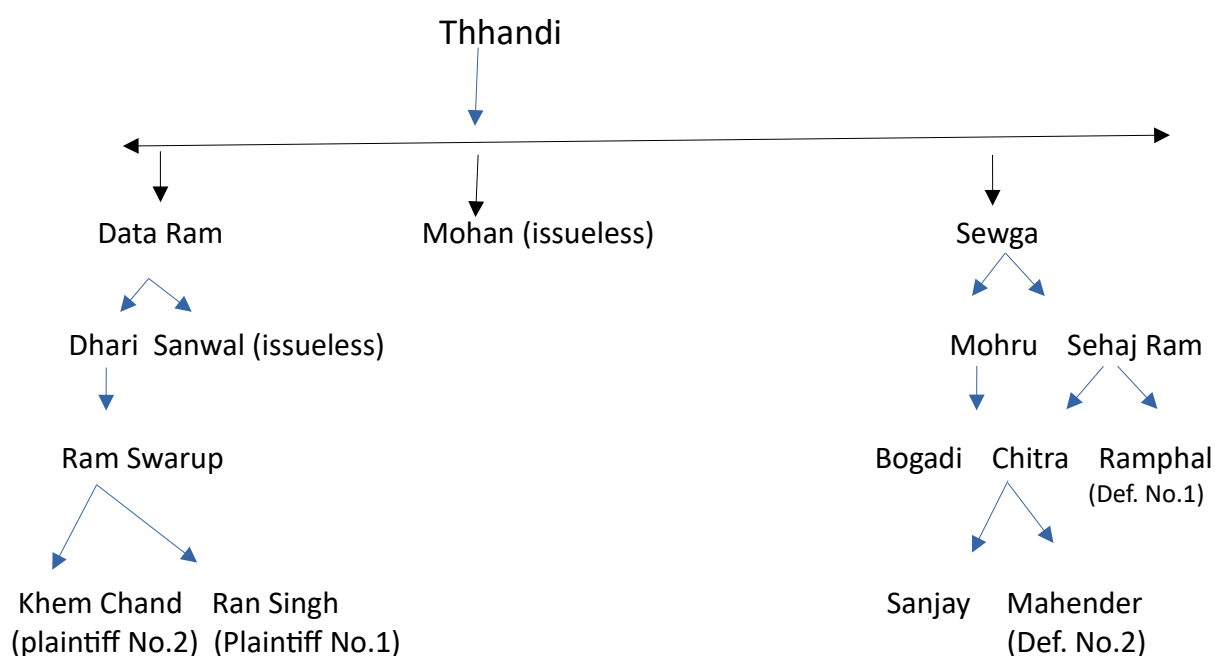 Thhandi
Data Ram Mohan (issueless) Sewga
Dhari Sanwal (issueless) Mohru Sehaj Ram
Ram Swarup Bogadi Chitra Ramphal
(Def. No.1)
Khem Chand Ran Singh Sanjay Mahender
(plaintiff No.2) (Plaintiff No.1) (Def. No.2)